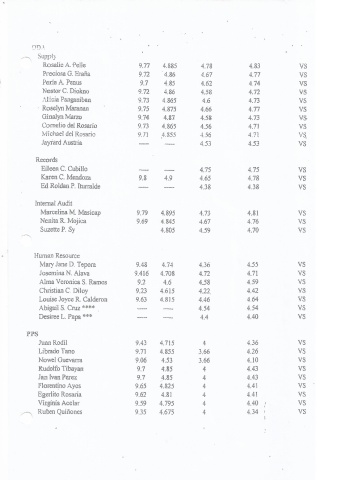 Supply
Rosalie A. Pelle 9.77 4.885 4.78 4.83 VS
Preciosa G. Eraña 9.72 4.86 4.67 4.77 VS
Perla A. 9.7 4.85 4.62 4.74 VS
Nestor C. Diokno 9.72 4.86 4.58 4.72 VS
Alicia Panganiban 9.73 4.865 4.6 4.73 VS
Roselyn Maranan 9.75 4.875 4.66 4.77 VS
Ginalyn 9.74 4.87 4.58 4.73 VS
Cornelio del Rosario 9.73 4.865 4.56 4.71 VS
Michael del Rosario 9.71 4.855 4.56 4.71 VS
Jaynard Austria ---- ---- 4.53 4.53 VS
Records
Eileen C. Cabillo ---- ---- 4.75 4.75 VS
Karen C. Mendoza 9.8 4.9 4.65 4.78 VS
Ed Roldan P. Iturralde ---- ---- 4.38 4.38 VS
Internal Audit
Marcelina M. Masicap 9.79 4.895 4.73 4.81 VS
Nenita R. Mojica 9.69 4.845 4.67 4.76 VS
Suzette P. Sy 4.805 4.59 4.70 VS
Human Resource
Mary Jane D. Tepora 9.48 4.74 4.36 4.55 VS
Josemina N. Alava 9.416 4.708 4.72 4.71 VS
Alma Veronica S. Ramos 9.2 4.6 4.58 4.59 VS
Christian C. Diloy 9.23 4.615 4.22 4.42 VS
Louise Joyce R. Calderon 9.63 4.815 4.46 4.64 VS
Abigail S. Cruz **** ---- ---- 4.54 4.54 VS
Desiree L. Papa *** ---- ---- 4.4 4.40 VS
PPS
Juan Rodil 9.43 4.715 4 4.36 VS
Librado Tano 9.71 4.855 3.66 4.26 VS
Nowel Guevarra 9.06 4.53 3.66 4.10 VS
Rudolfo Tibayan 9.7 4.85 4 4.43 VS
Jan Ivan Perez 9.7 4.85 4 4.43 VS
Florentino Ayos 9.65 4.825 4 4.41 VS
Egerlito Rosaria 9.62 4.81 4 4.41 VS
Virginia 9.59 4.795 4 4.40 VS
Ruben Quiñones 9.35 4.675 4 4.34 VS